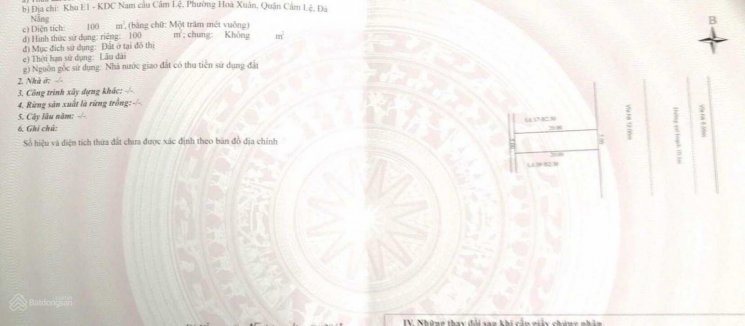 b) Địa chỉ: Khu E1 - KDC Nam cầu Cẩm Lệ, Phường Hoà Xuân, Quận Cẩm Lệ, Đà
Nẵng
c) Diện tích: 100 m², (bằng chữ: Một trăm mét vuông)
d) Hình thức sử dụng: riêng: 100 m²; chung: Không m²
đ) Mục đích sử dụng: Đất ở tại đô thị
e) Thời hạn sử dụng: Lâu dài
g) Nguồn gốc sử dụng: Nhà nước giao đất có thu tiền sử dụng đất
2. Nhà ở: -/-
3. Công trình xây dựng khác: -/-
4. Rừng sản xuất là rừng trồng: -/-
5. Cây lâu năm: -/-
6. Ghi chú:
Số hiệu và diện tích thửa đất chưa được xác định theo bản đồ địa chính
B
20.00
5.00
5.00
20.00
Batdongsan
IV. Những thay đổi sau khi cấp giấy chứng nhận